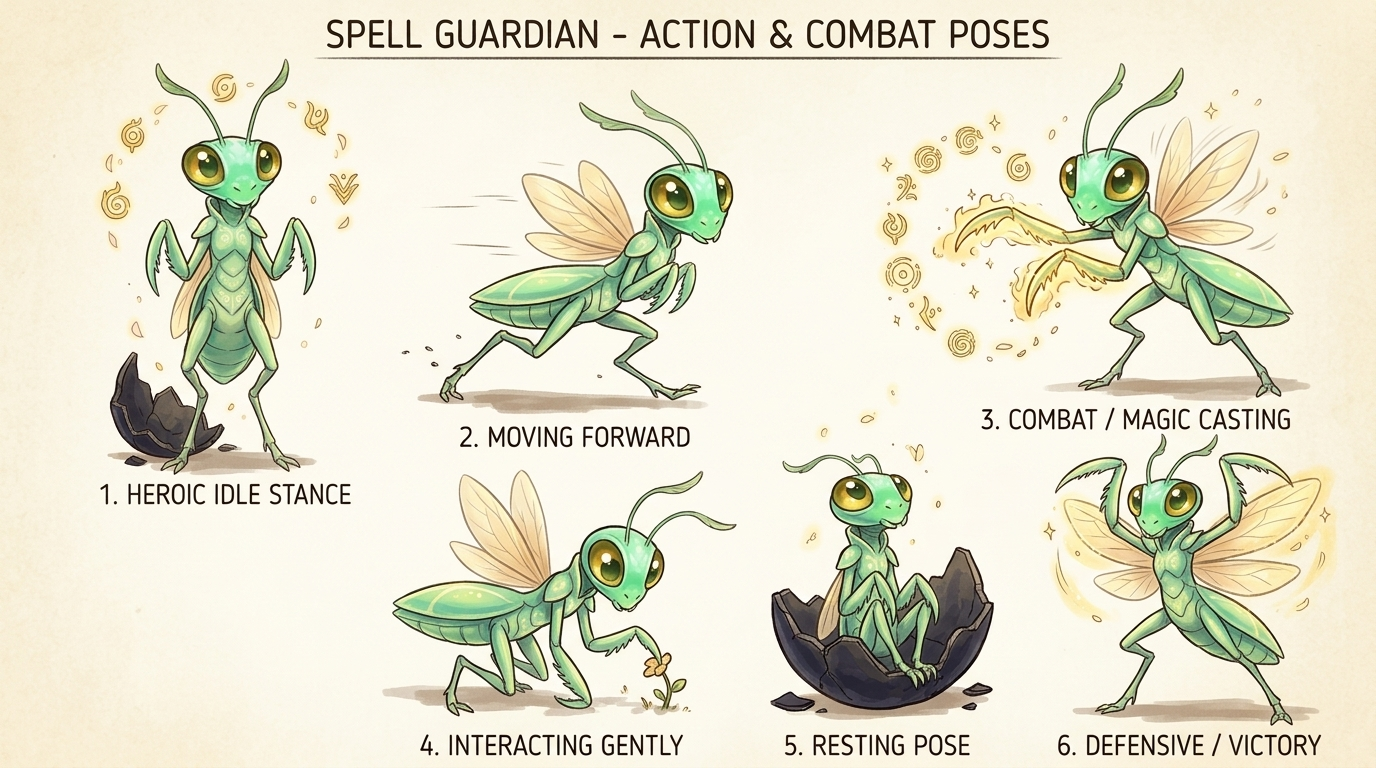 SPELL GUARDIAN - ACTION & COMBAT POSES
1. HEROIC IDLE STANCE
2. MOVING FORWARD
3. COMBAT / MAGIC CASTING
4. INTERACTING GENTLY
5. RESTING POSE
6. DEFENSIVE / VICTORY